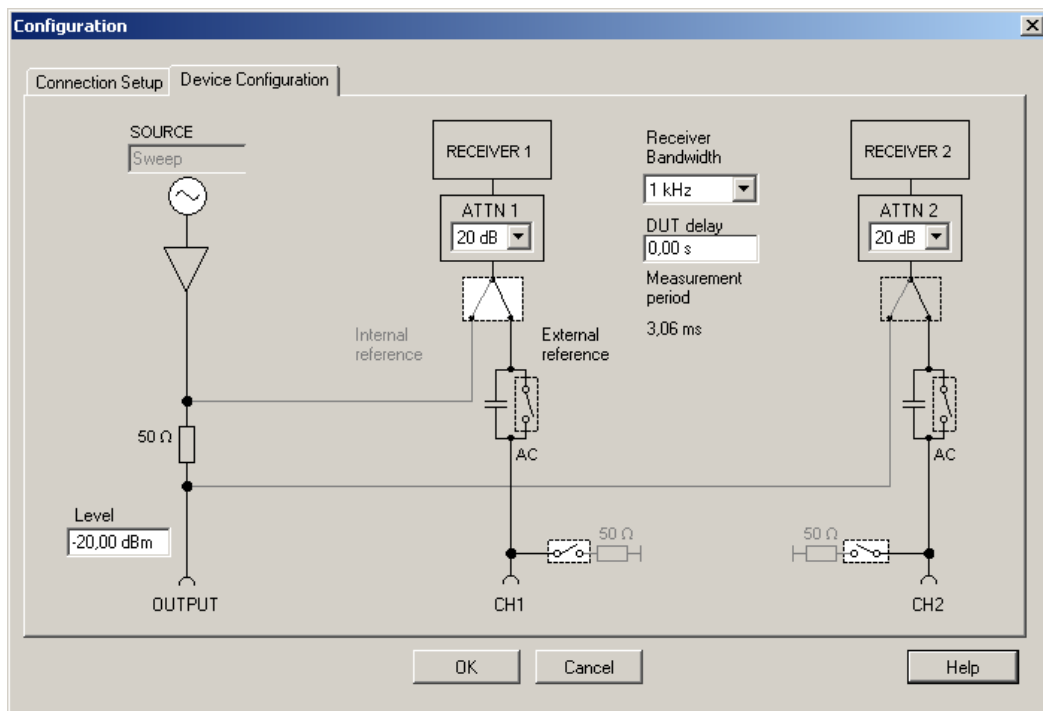 Configuration
Connection Setup
Device Configuration
SOURCE
Sweep
RECEIVER 1
ATTN 1
20 dB
Receiver
Bandwidth
1 kHz
DUT delay
0,00 s
Measurement
period
3,06 ms
RECEIVER 2
ATTN 2
20 dB
Internal
reference
External
reference
50 Ω
AC
AC
Level
-20,00 dBm
50 Ω
50 Ω
OUTPUT
CH1
CH2
OK
Cancel
Help